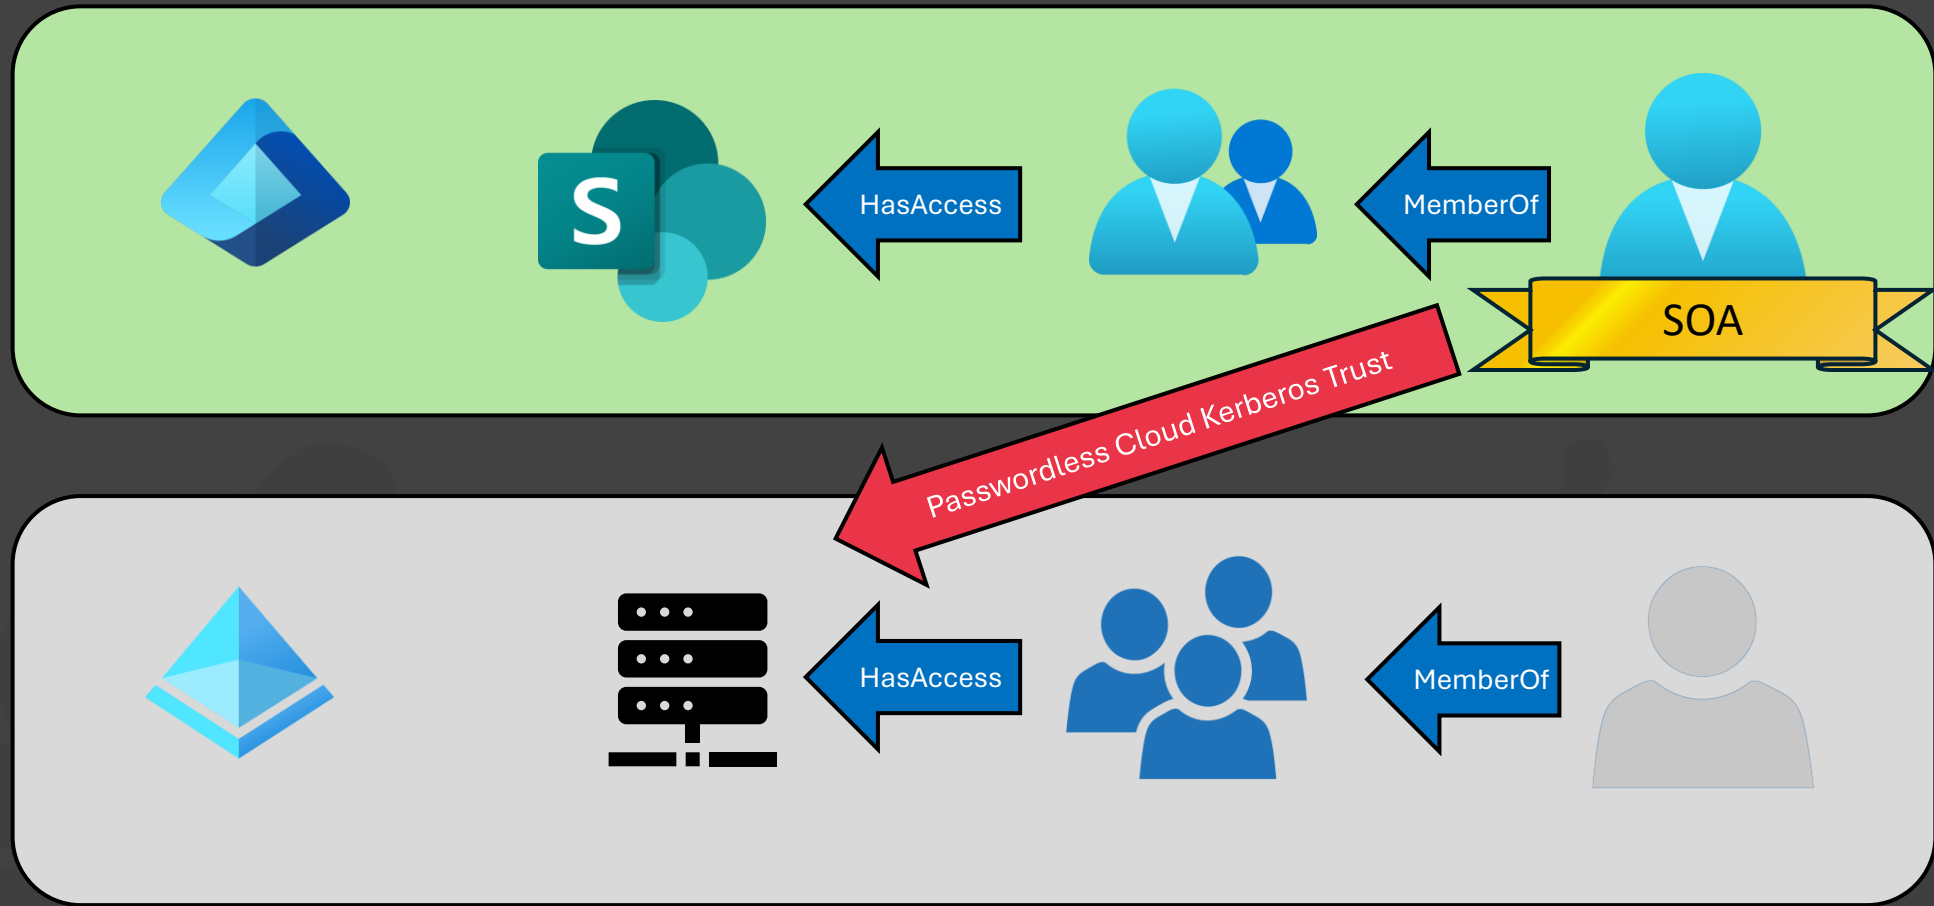 S
HasAccess
MemberOf
SOA
Passwordless Cloud Kerberos Trust
HasAccess
MemberOf